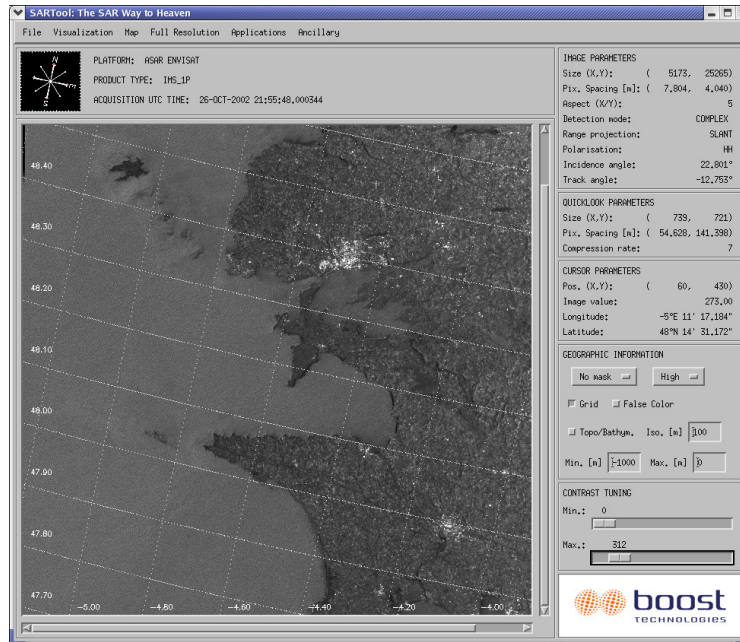 SARTool: The SAR Way to Heaven
File Visualization Map Full Resolution Applications Ancillary
PLATFORM: ASAR ENVISAT
PRODUCT TYPE: IMS_1P
ACQUISITION UTC TIME: 26-OCT-2002 21:55:48.000344
N
S
48.40
48.30
48.20
48.10
48.00
47.90
47.80
47.70
-5.00 -4.80 -4.60 -4.40 -4.20 -4.00
IMAGE PARAMETERS
Size (X,Y): ( 5173, 25265)
Pix. Spacing [m]: ( 7.804, 4.040)
Aspect (X/Y): 5
Detection mode: COMPLEX
Range projection: SLANT
Polarisation: HH
Incidence angle: 22.801°
Track angle: -12.753°
QUICKLOOK PARAMETERS
Size (X,Y): ( 739, 721)
Pix. Spacing [m]: ( 54.628, 141.398)
Compression rate: 7
CURSOR PARAMETERS
Pos. (X,Y): ( 60, 430)
Image value: 273.00
Longitude: -5°E 11' 17.184"
Latitude: 48°N 14' 31.172"
GEOGRAPHIC INFORMATION
No mask High
Grid False Color
Topo/Bathym. Iso. [m] 100
Min. [m] -1000 Max. [m] 0
CONTRAST TUNING
Min.: 0
Max.: 312
boost
TECHNOLOGIES